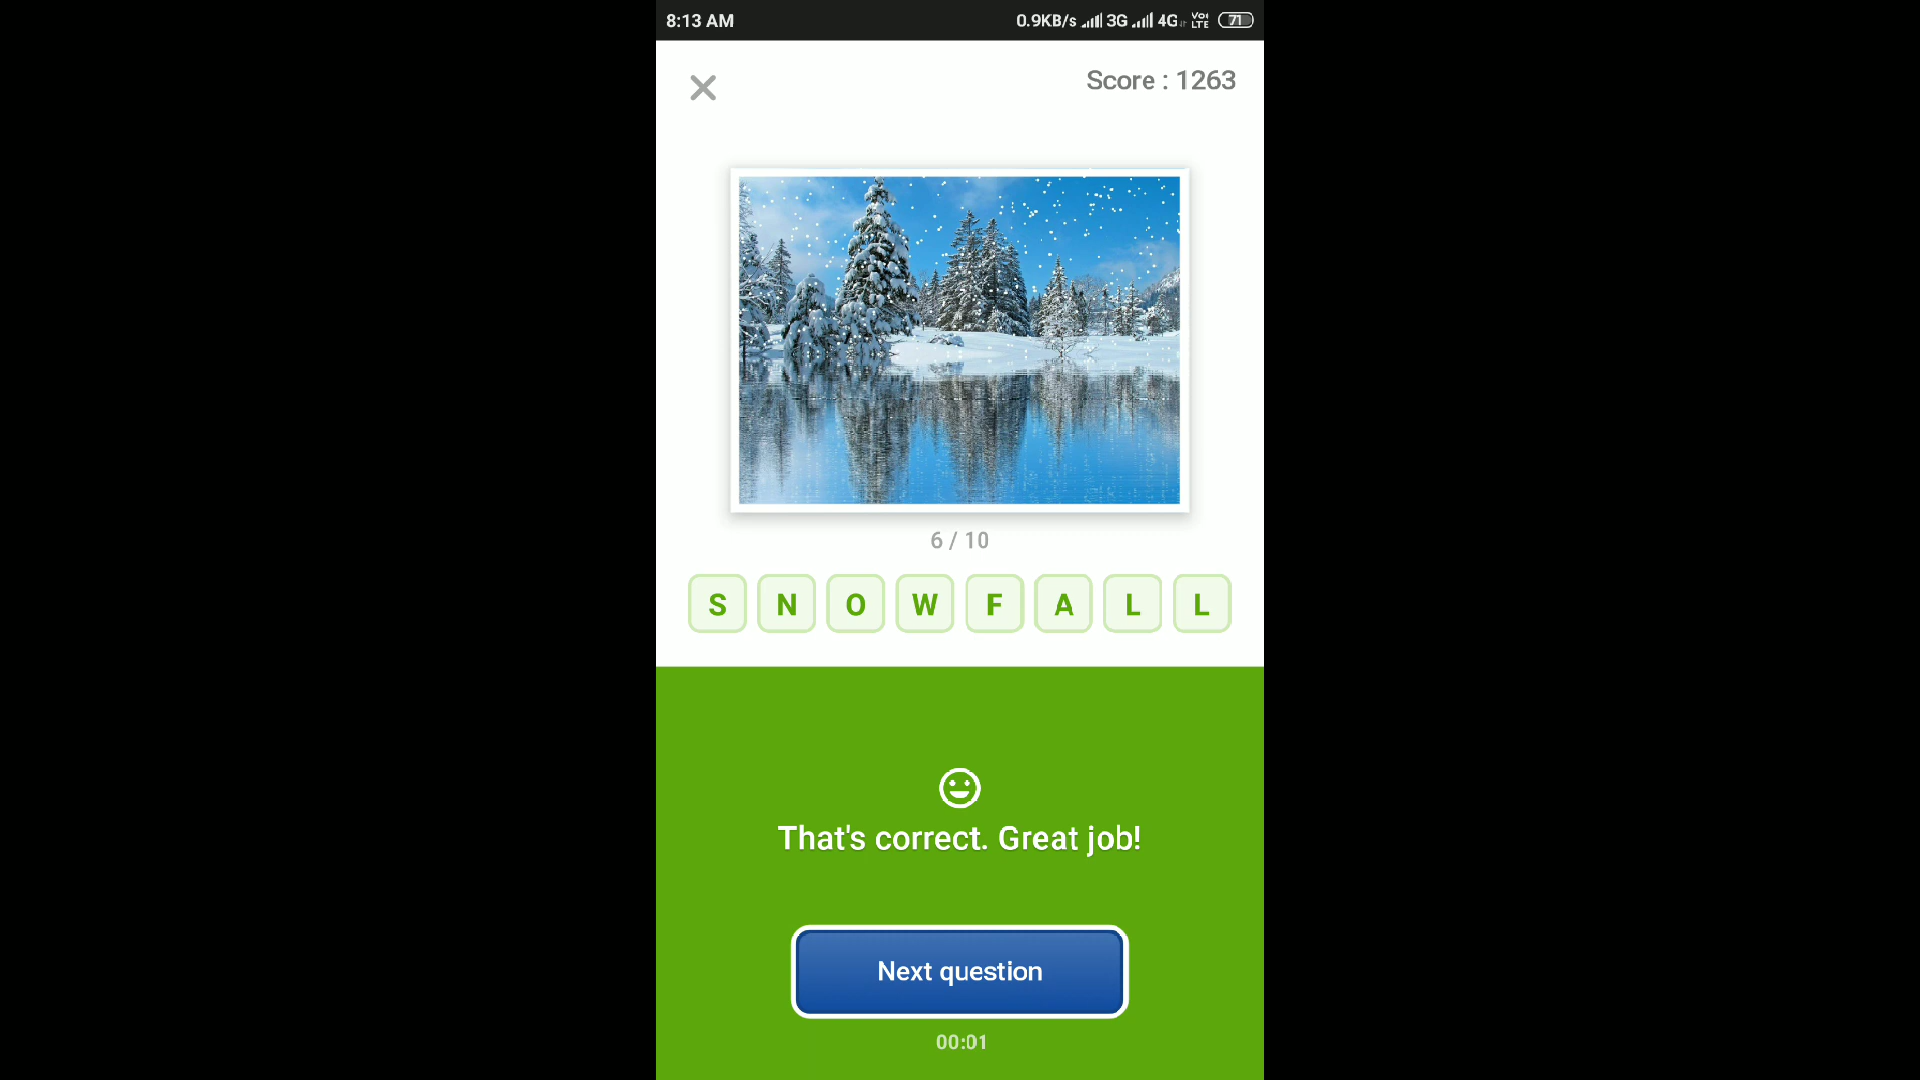 8:13 AM
0.9KB/s 3G 4G VoLTE 71
Score : 1263
6 / 10
S N O W F A L L
That's correct. Great job!
Next question
00:01